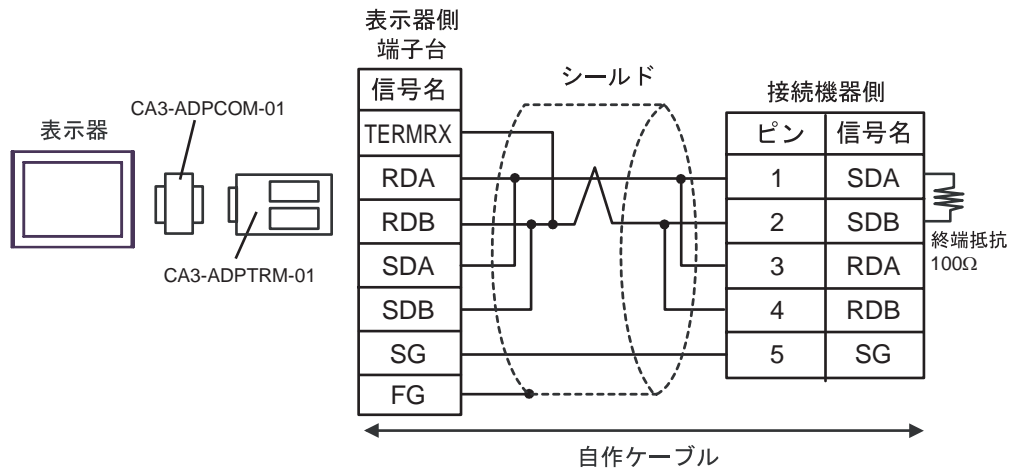 表示器側
端子台
シールド
接続機器側
CA3-ADPCOM-01
表示器
CA3-ADPTRM-01
信号名
TERMRX
RDA
RDB
SDA
SDB
SG
FG
ピン 信号名
1 SDA
2 SDB
3 RDA
4 RDB
5 SG
終端抵抗
100Ω
自作ケーブル